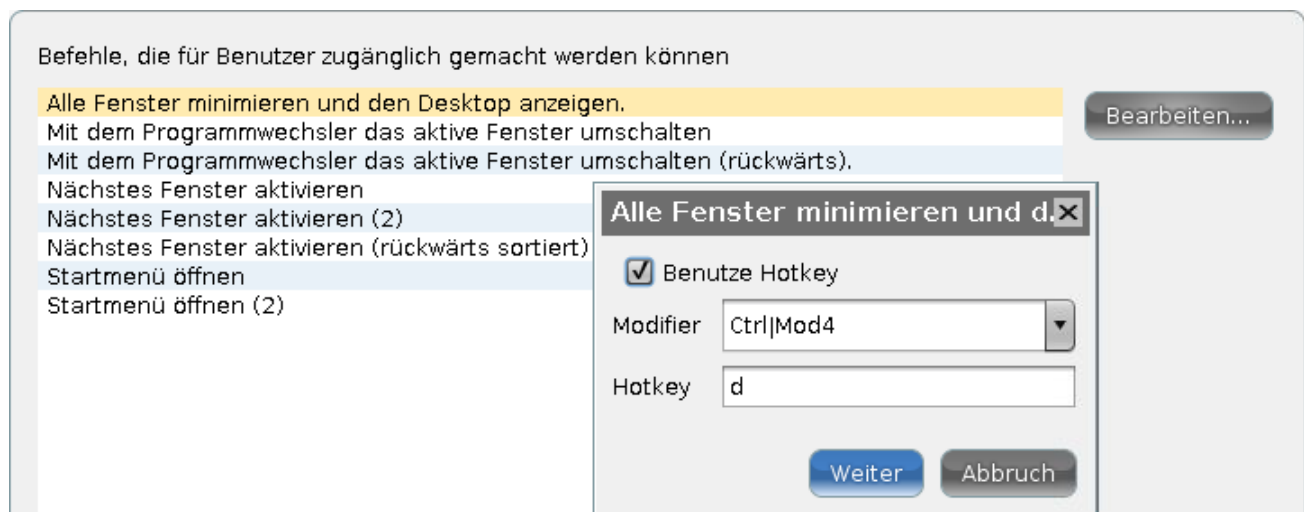 Befehle, die für Benutzer zugänglich gemacht werden können
Alle Fenster minimieren und den Desktop anzeigen.
Bearbeiten...
Mit dem Programmwechsler das aktive Fenster umschalten
Mit dem Programmwechsler das aktive Fenster umschalten (rückwärts).
Nächstes Fenster aktivieren
Nächstes Fenster aktivieren (2)
Nächstes Fenster aktivieren (rückwärts sortiert)
Startmenü öffnen
Startmenü öffnen (2)
Alle Fenster minimieren und d.
Benutze Hotkey
Modifier Ctrl|Mod4
Hotkey d
Weiter Abbruch